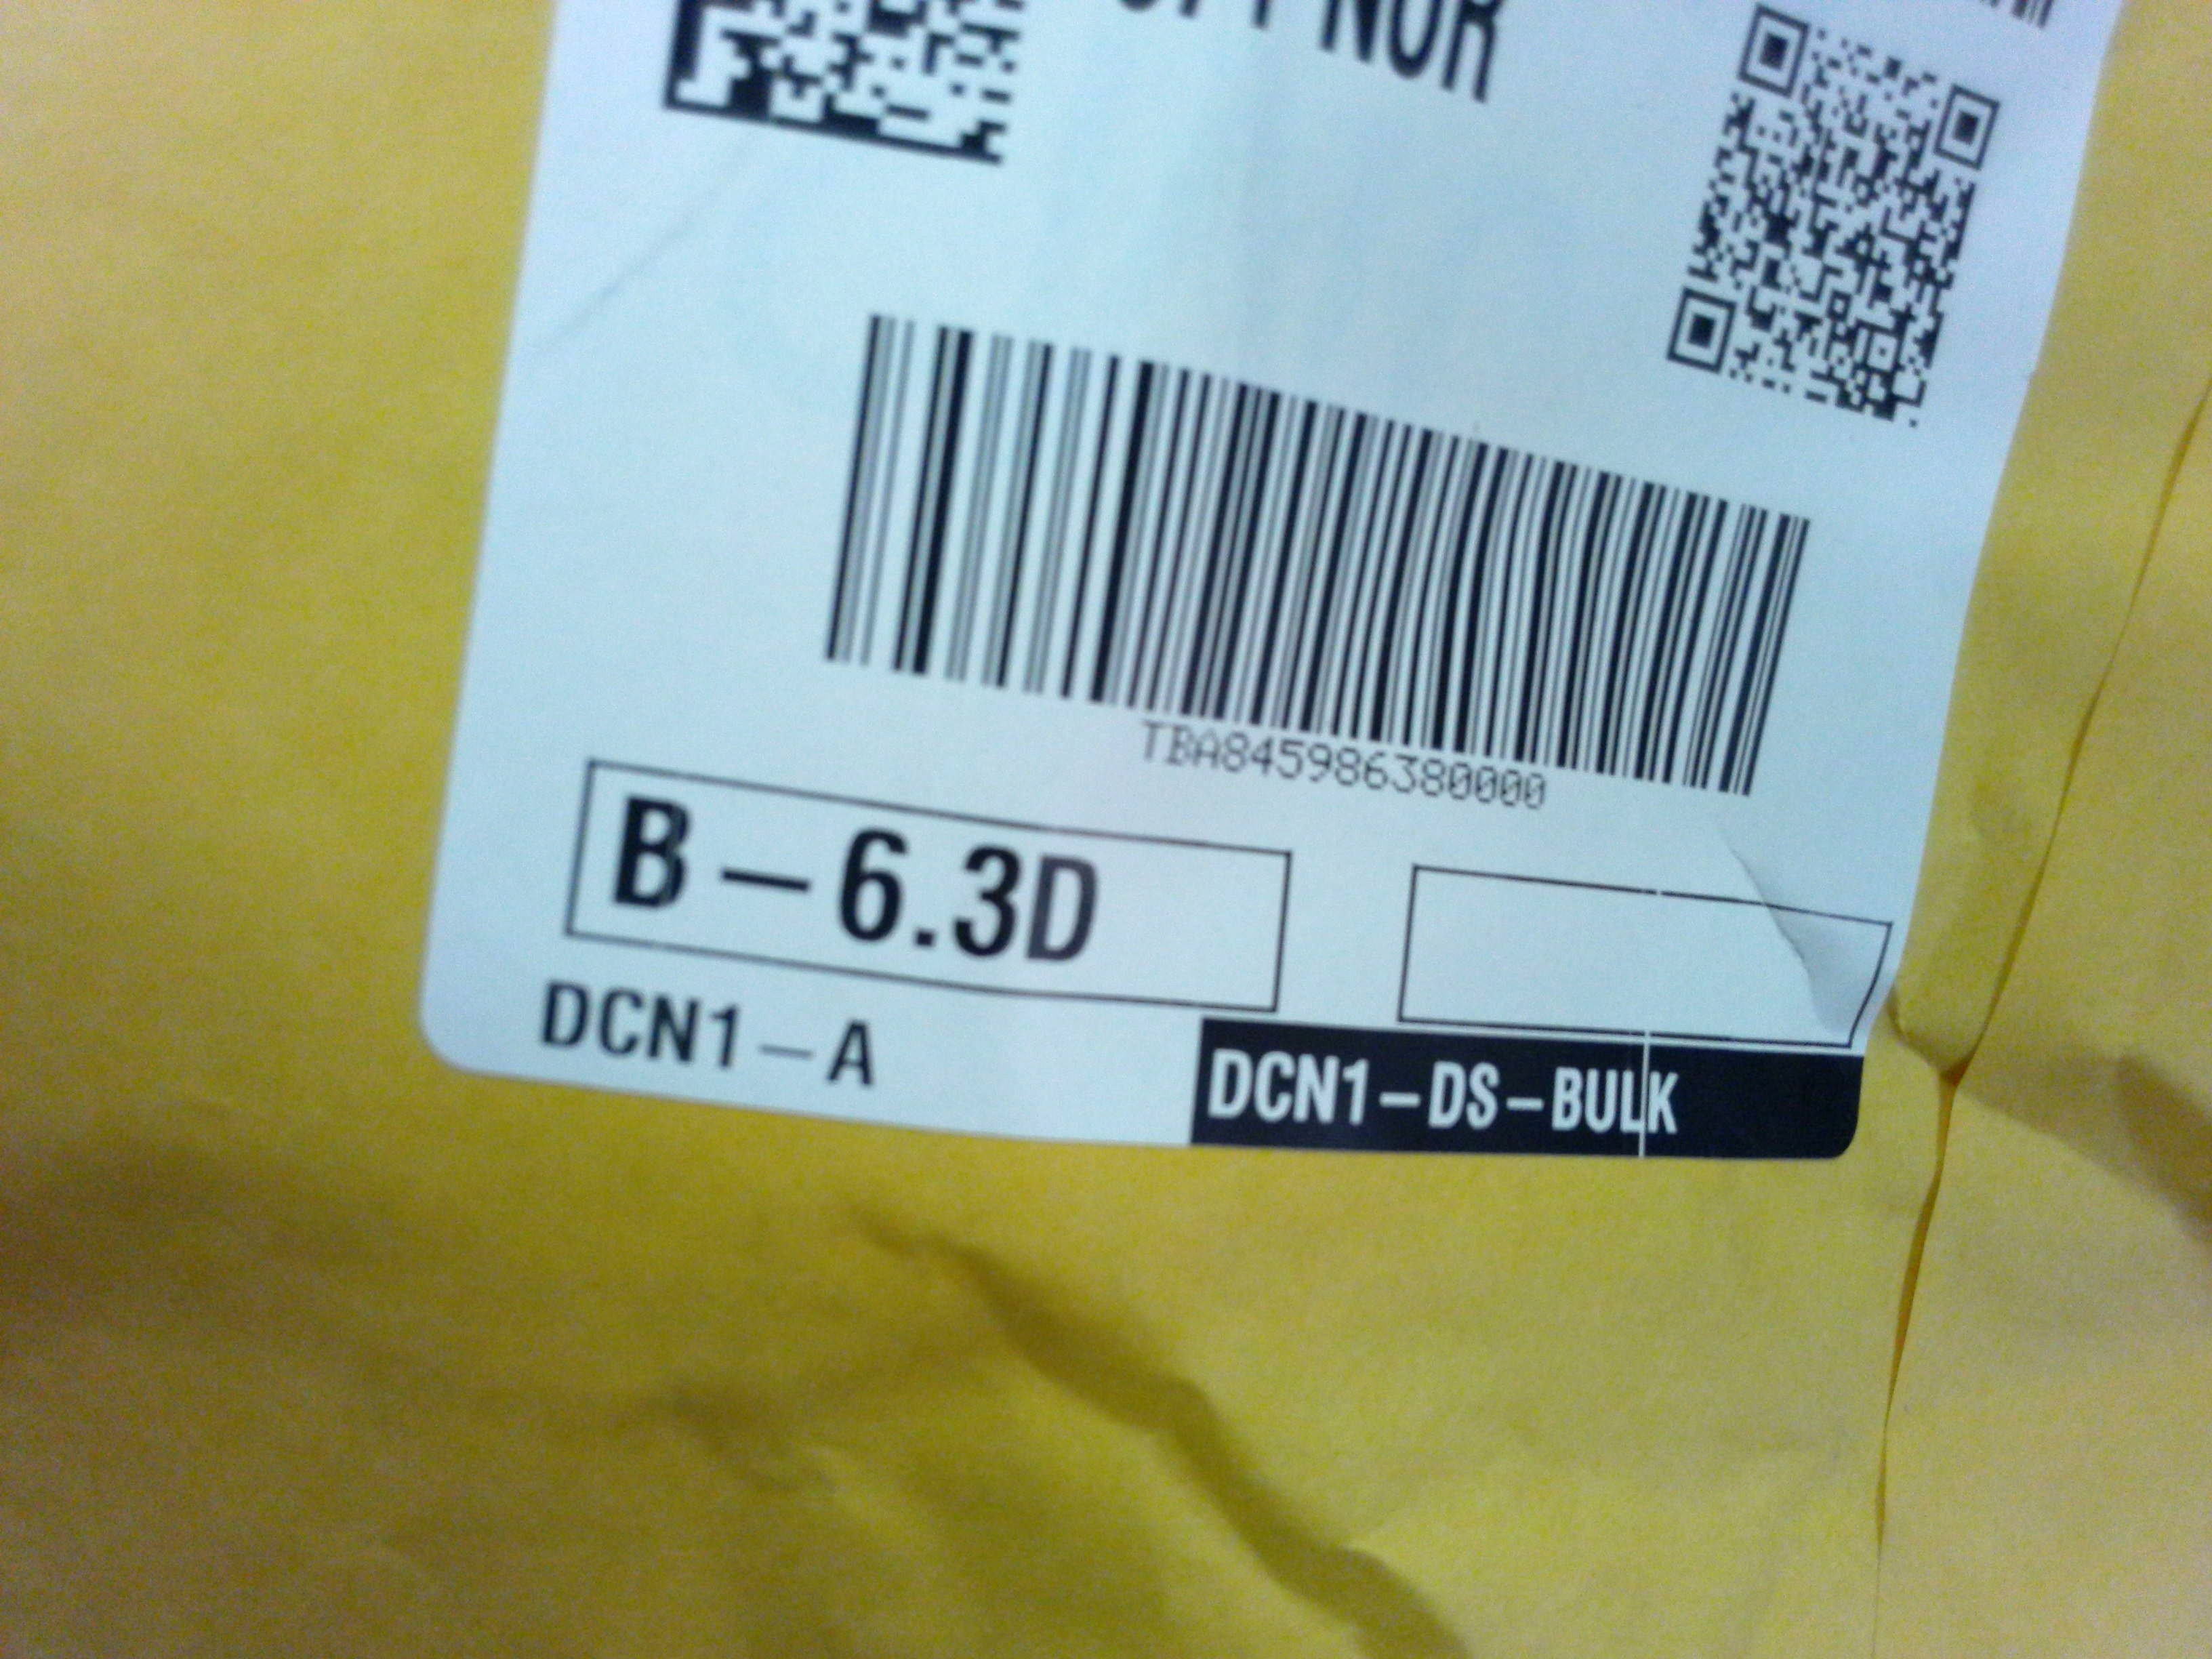 NOR
TBA845986380000
B-6.3D
DCN1-A
DCN1-DS-BULK